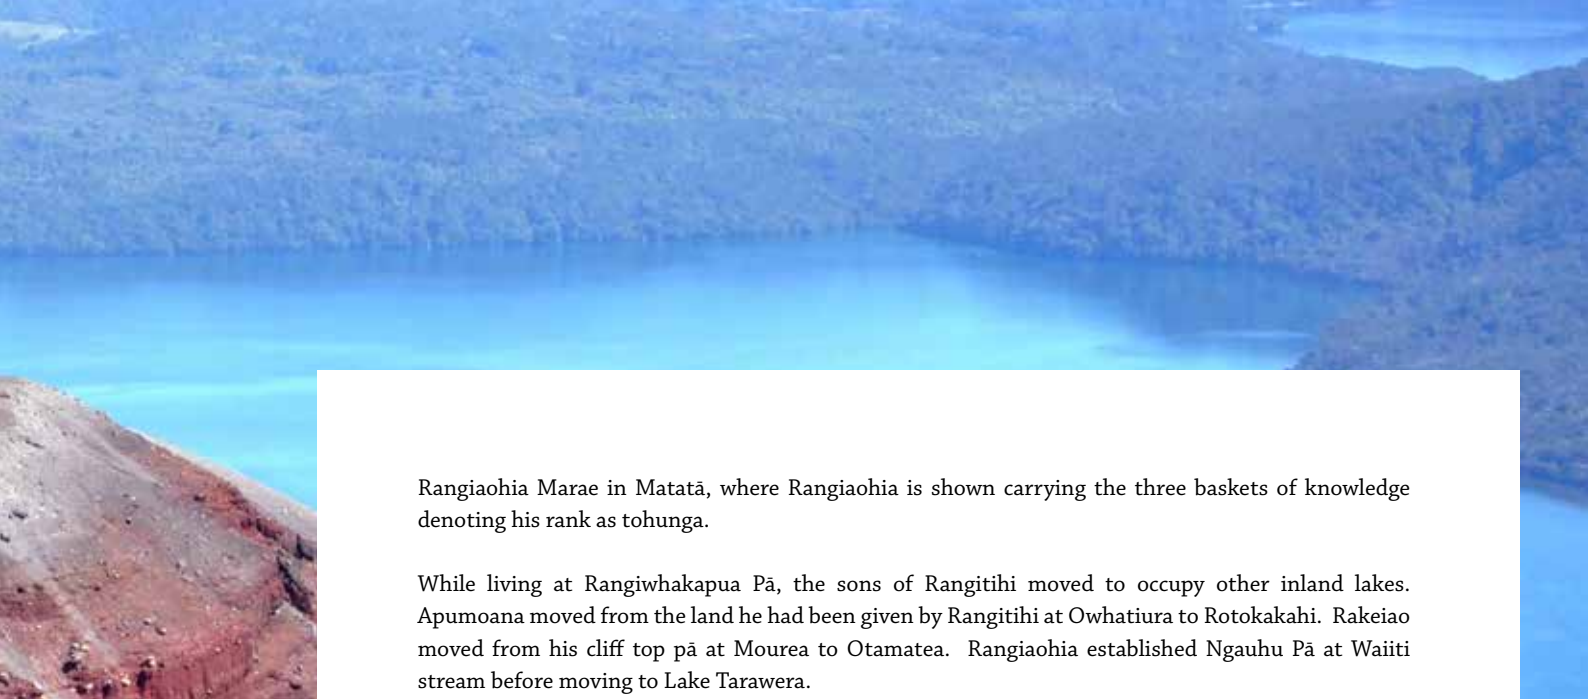 Rangiaohia Marae in Matatā, where Rangiaohia is shown carrying the three baskets of knowledge
denoting his rank as tohunga.
While living at Rangiwhakapua Pā, the sons of Rangitihi moved to occupy other inland lakes.
Apumoana moved from the land he had been given by Rangitihi at Owhatiura to Rotokakahi.  Rakeiao
moved from his cliff top pā at Mourea to Otamatea.  Rangiaohia established Ngauhu Pā at Waiiti
stream before moving to Lake Tarawera.